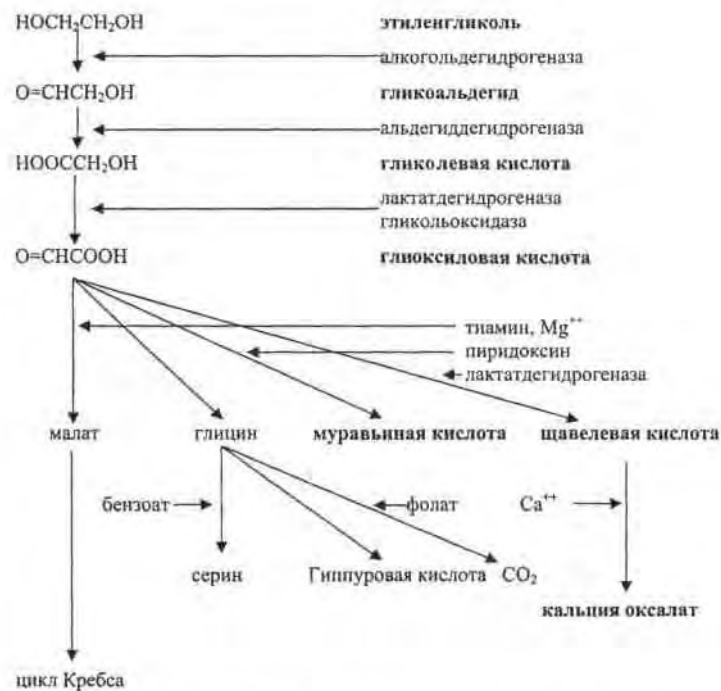 HOCH₂CH₂OH этиленгликоль
алкогольдегидрогеназа
O=CHCH₂OH гликоальдегид
альдегиддегидрогеназа
HOOCCH₂OH гликолевая кислота
лактатдегидрогеназа
гликольоксидаза
O=CHCOOH глиоксиловая кислота
тиамин, Mg⁺⁺
пиридоксин
лактатдегидрогеназа
малат глицин муравьиная кислота щавелевая кислота
бензоат фолат Ca⁺⁺
серин Гиппуровая кислота CO₂
кальция оксалат
цикл Кребса